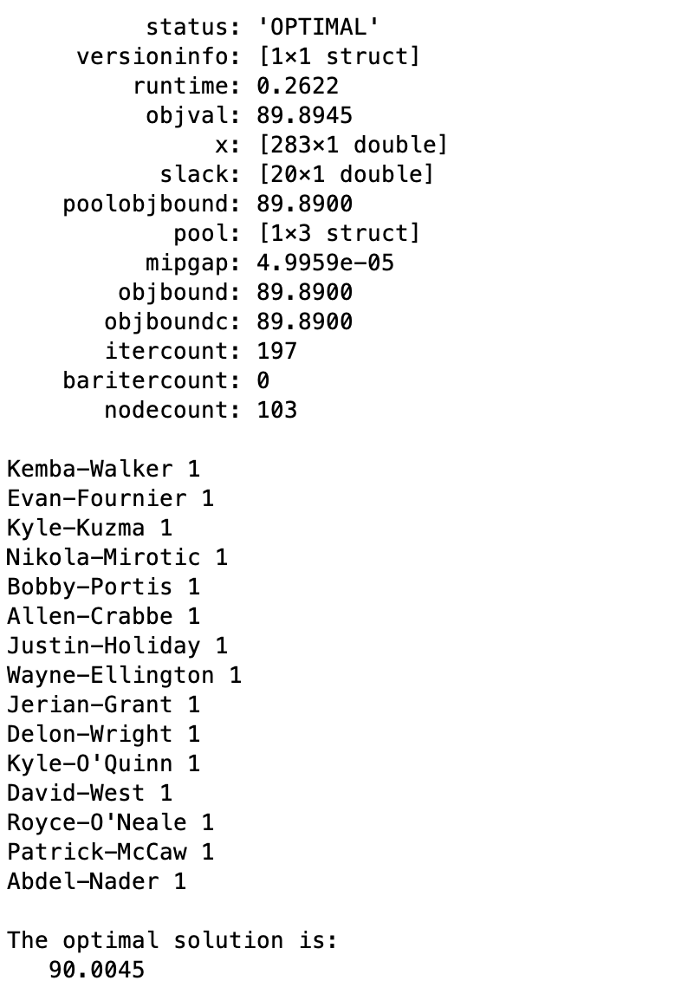 status: 'OPTIMAL'
versioninfo: [1×1 struct]
runtime: 0.2622
objval: 89.8945
x: [283×1 double]
slack: [20×1 double]
poolobjbound: 89.8900
pool: [1×3 struct]
mipgap: 4.9959e-05
objbound: 89.8900
objboundc: 89.8900
itercount: 197
baritercount: 0
nodecount: 103
Kemba-Walker 1
Evan-Fournier 1
Kyle-Kuzma 1
Nikola-Mirotic 1
Bobby-Portis 1
Allen-Crabbe 1
Justin-Holiday 1
Wayne-Ellington 1
Jerian-Grant 1
Delon-Wright 1
Kyle-O'Quinn 1
David-West 1
Royce-O'Neale 1
Patrick-McCaw 1
Abdel-Nader 1
The optimal solution is:
90.0045